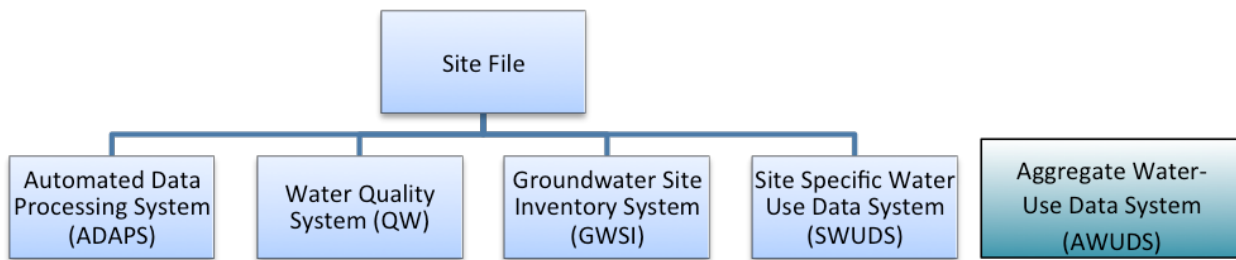 Site File
Automated Data
Processing System
(ADAPS)
Water Quality
System (QW)
Groundwater Site
Inventory System
(GWSI)
Site Specific Water
Use Data System
(SWUDS)
Aggregate Water-
Use Data System
(AWUDS)